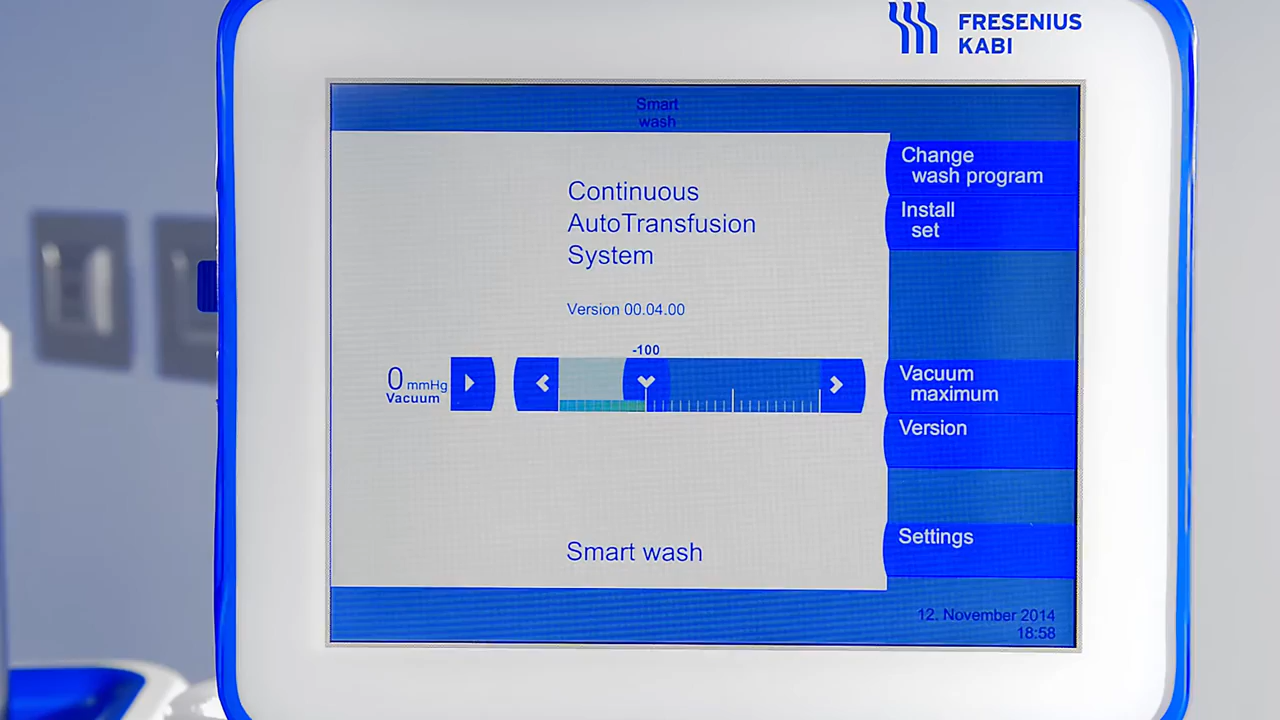 FRESENIUS
KABI
Smart
wash
Change
wash program
Install
set
Continuous
AutoTransfusion
System
Version 00.04.00
-100
0 mmHg
Vacuum
Vacuum
maximum
Version
Smart wash
Settings
12. November 2014
18:58